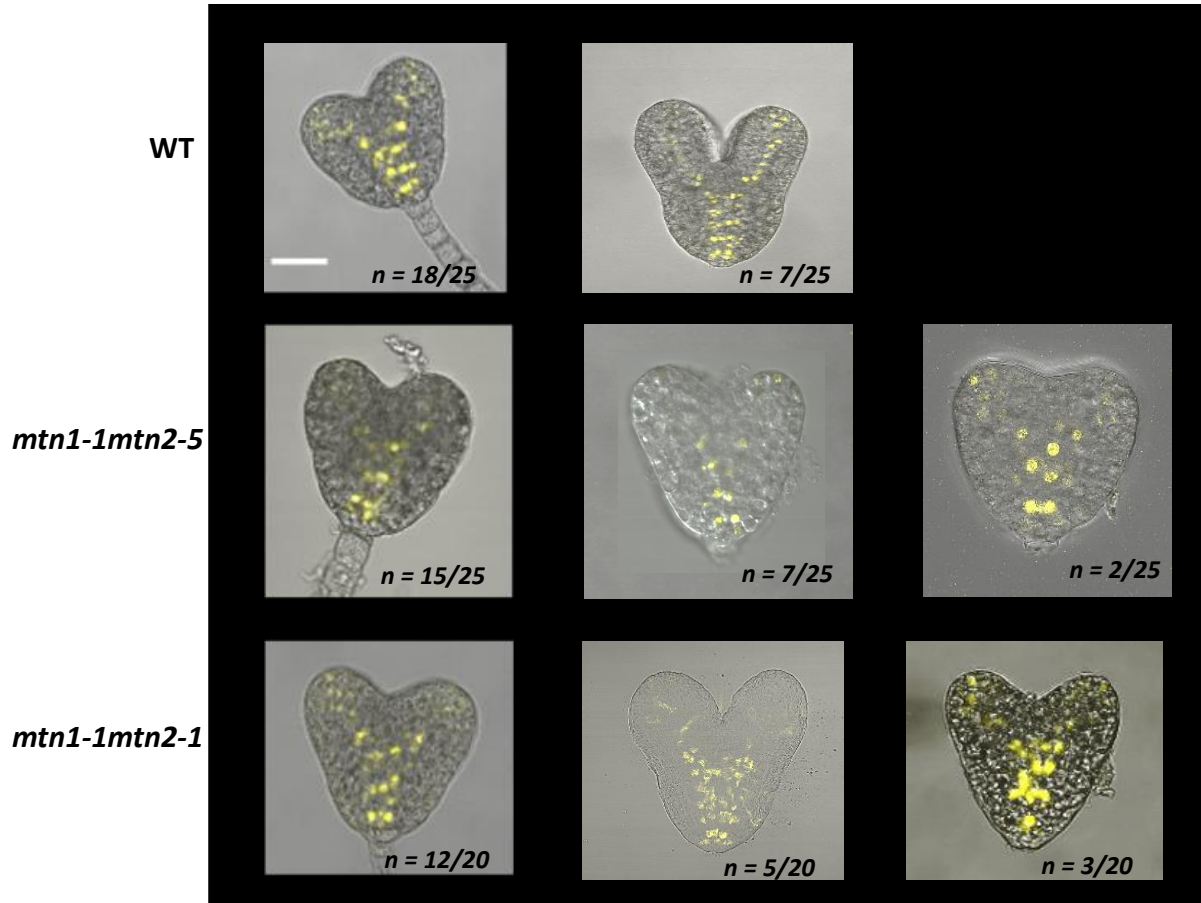 WT
n = 18/25
n = 7/25
mtn1-1mtn2-5
n = 15/25
n = 7/25
n = 2/25
mtn1-1mtn2-1
n = 12/20
n = 5/20
n = 3/20